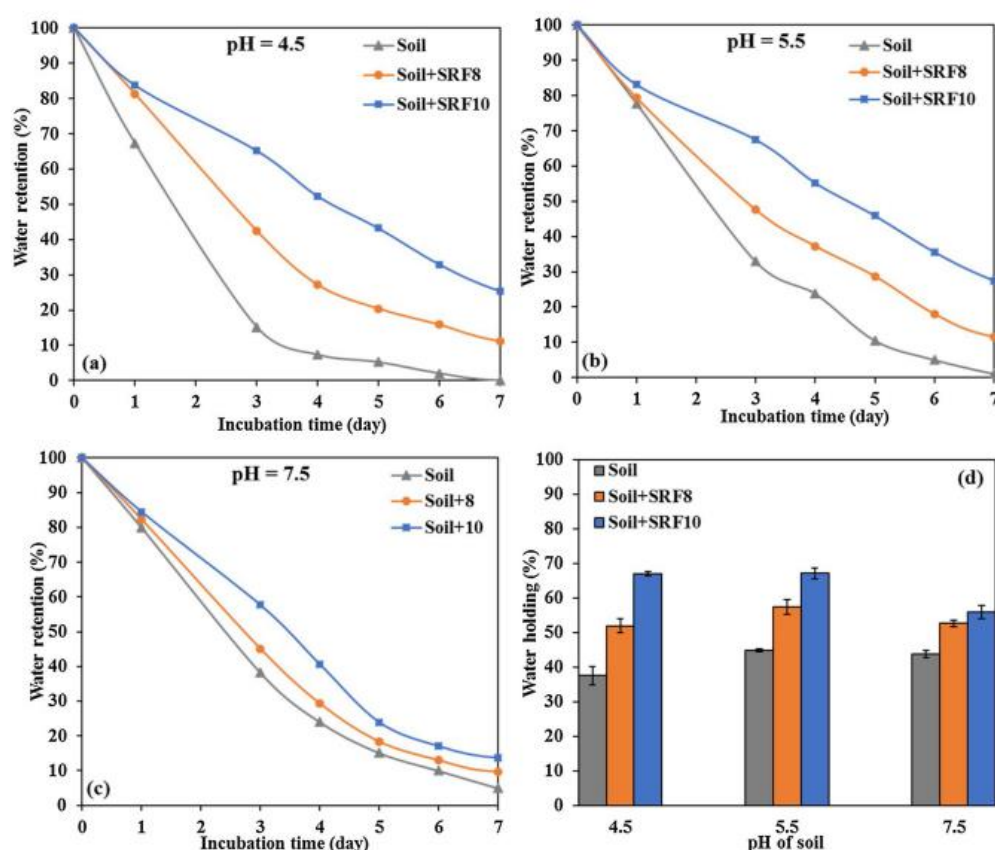 pH = 4.5
Soil
Soil+SRF8
Soil+SRF10
Water retention (%)
100
90
80
70
60
50
40
30
20
10
0
(a)
0 1 2 3 4 5 6 7
Incubation time (day)
pH = 5.5
Soil
Soil+SRF8
Soil+SRF10
Water retention (%)
100
90
80
70
60
50
40
30
20
10
0
(b)
0 1 2 3 4 5 6 7
Incubation time (day)
pH = 7.5
Soil
Soil+8
Soil+10
Water retention (%)
100
90
80
70
60
50
40
30
20
10
0
(c)
0 1 2 3 4 5 6 7
Incubation time (day)
Soil
Soil+SRF8
Soil+SRF10
(d)
Water holding (%)
100
90
80
70
60
50
40
30
20
10
0
4.5 5.5 7.5
pH of soil